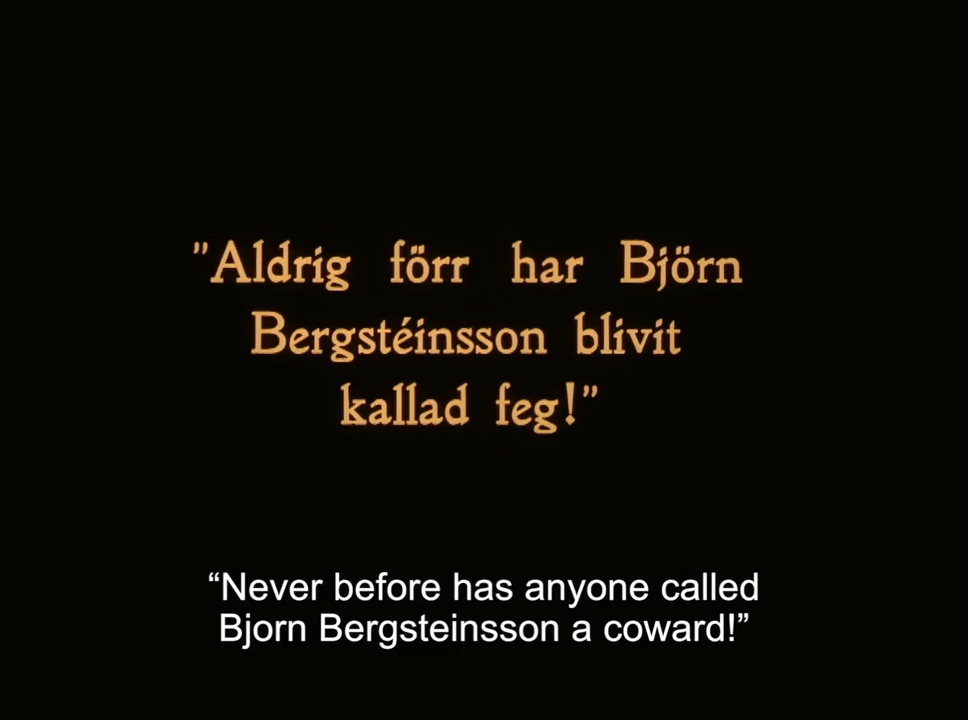 "Aldrig förr har Björn
Bergstéinsson blivit
kallad feg!"
“Never before has anyone called
Bjorn Bergsteinsson a coward!”